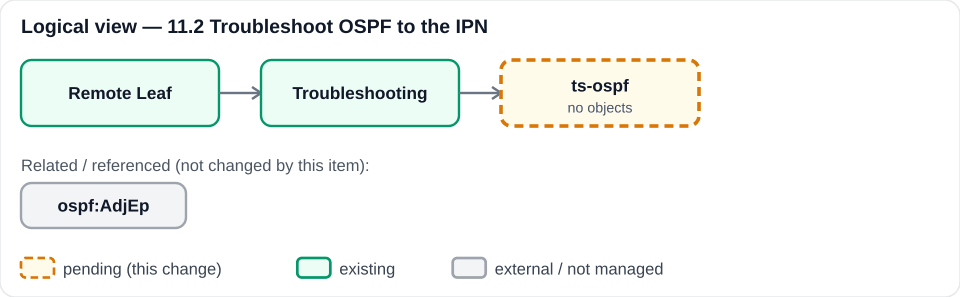 Logical view — 11.2 Troubleshoot OSPF to the IPN
Remote Leaf
Troubleshooting
ts-ospf
no objects
Related / referenced (not changed by this item):
ospf:AdjEp
pending (this change)
existing
external / not managed